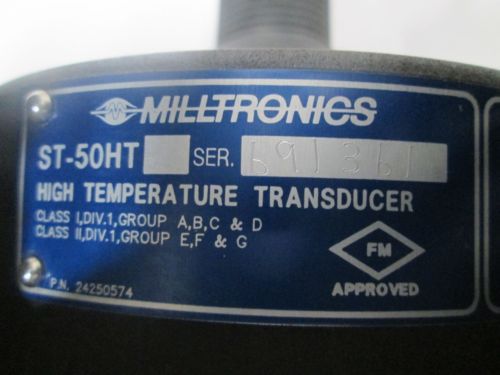 MILLTRONICS
ST-50HT SER. 691361
HIGH TEMPERATURE TRANSDUCER
CLASS I,DIV.1,GROUP A,B,C & D
CLASS II,DIV.1,GROUP E,F & G
FM
APPROVED
P.N. 24250574